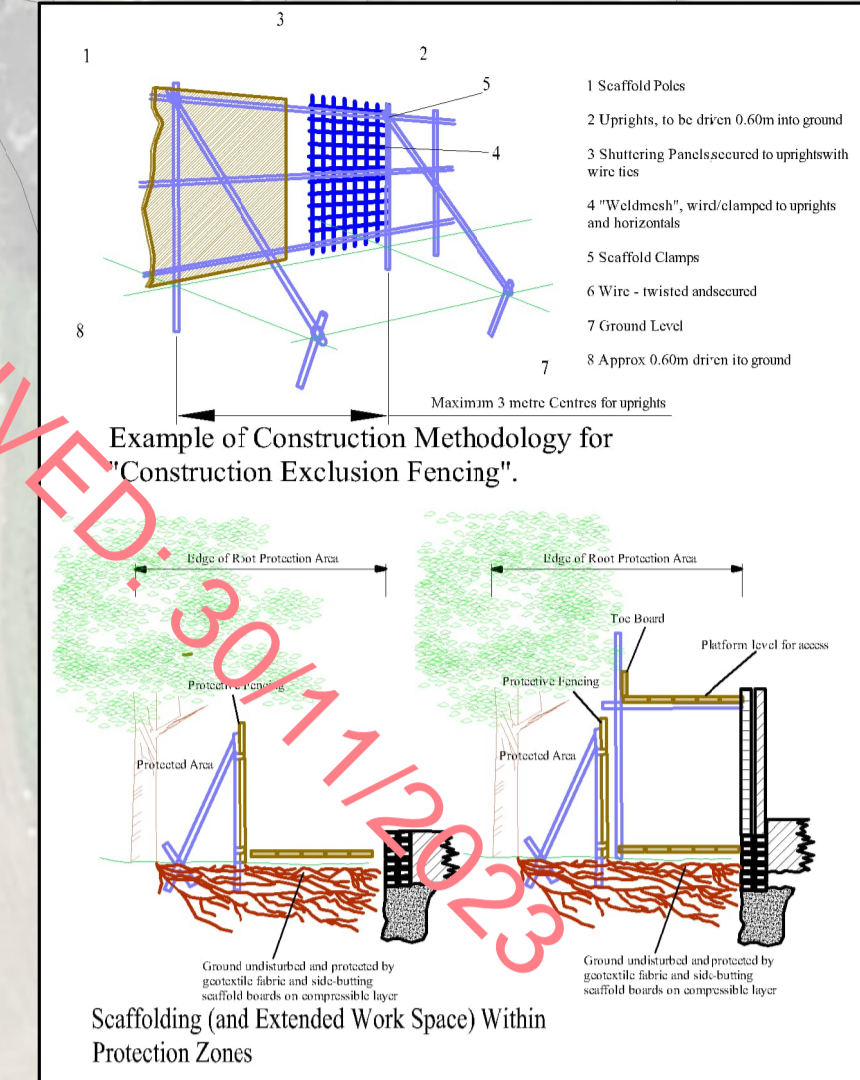 3
1
2
5
4
8
7
1 Scaffold Poles
2 Uprights, to be driven 0.60m into ground
3 Shuttering Panels,secured to uprightswith
wire ties
4 "Weldmesh", wird/clamped to uprights
and horizontals
5 Scaffold Clamps
6 Wire - twisted andsecured
7 Ground Level
8 Approx 0.60m driven ito ground
Maximum 3 metre Centres for uprights
Example of Construction Methodology for
"Construction Exclusion Fencing".
Edge of Root Protection Area
Protective Fencing
Protected Area
Ground undisturbed and protected by
geotextile fabric and side-butting
scaffold boards on compressible layer
Edge of Root Protection Area
Toe Board
Platform level for access
Protective Fencing
Protected Area
Ground undisturbed and protected by
geotextile fabric and side-butting
scaffold boards on compressible layer
Scaffolding (and Extended Work Space) Within
Protection Zones
VED: 30/11/2023